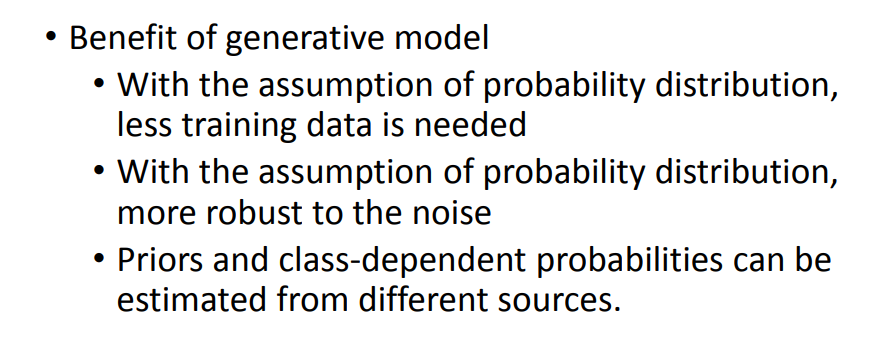 • Benefit of generative model
• With the assumption of probability distribution,
less training data is needed
• With the assumption of probability distribution,
more robust to the noise
• Priors and class-dependent probabilities can be
estimated from different sources.